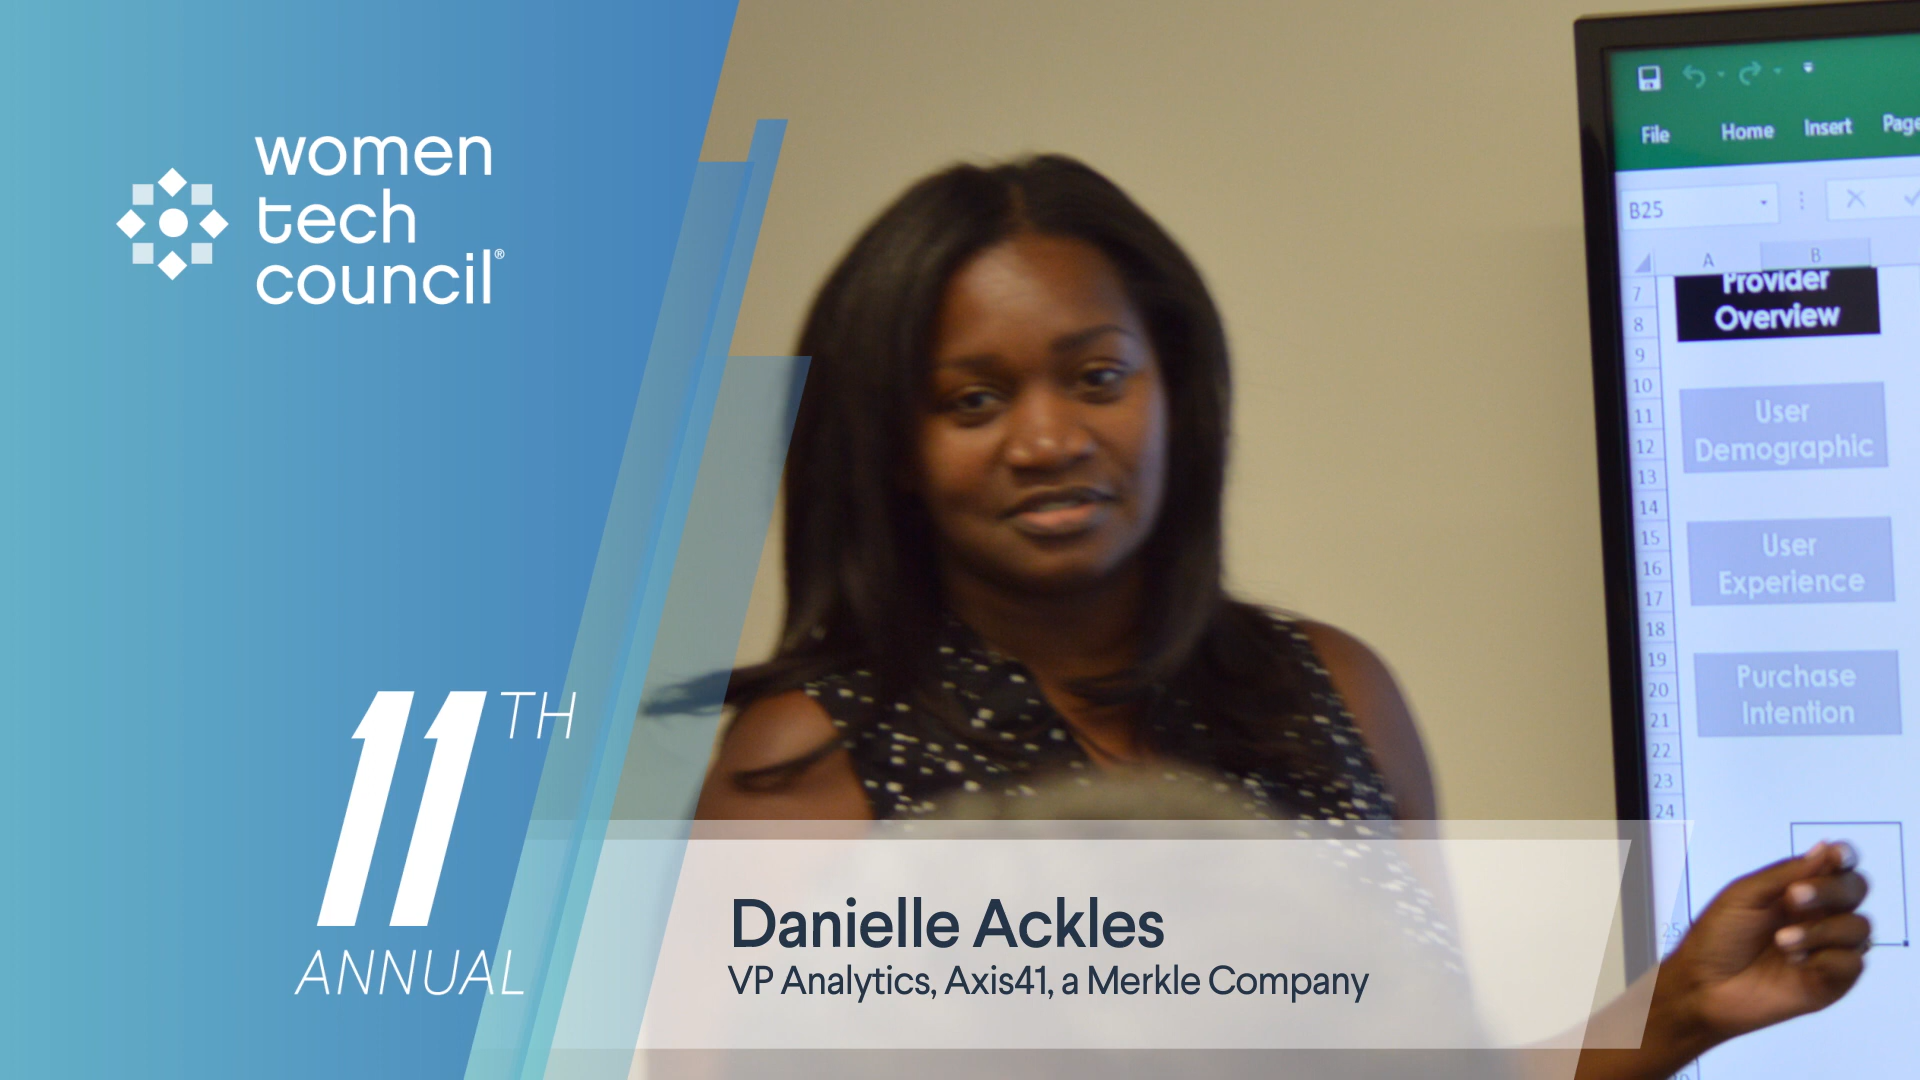 women
tech
council®
11TH
ANNUAL
Danielle Ackles
VP Analytics, Axis41, a Merkle Company
File Home Insert Page
B25
A B
7
8
Provider
Overview
9
10
11
12
User
Demographic
13
14
15
16
17
User
Experience
18
19
20
21
Purchase
Intention
22
23
24
25